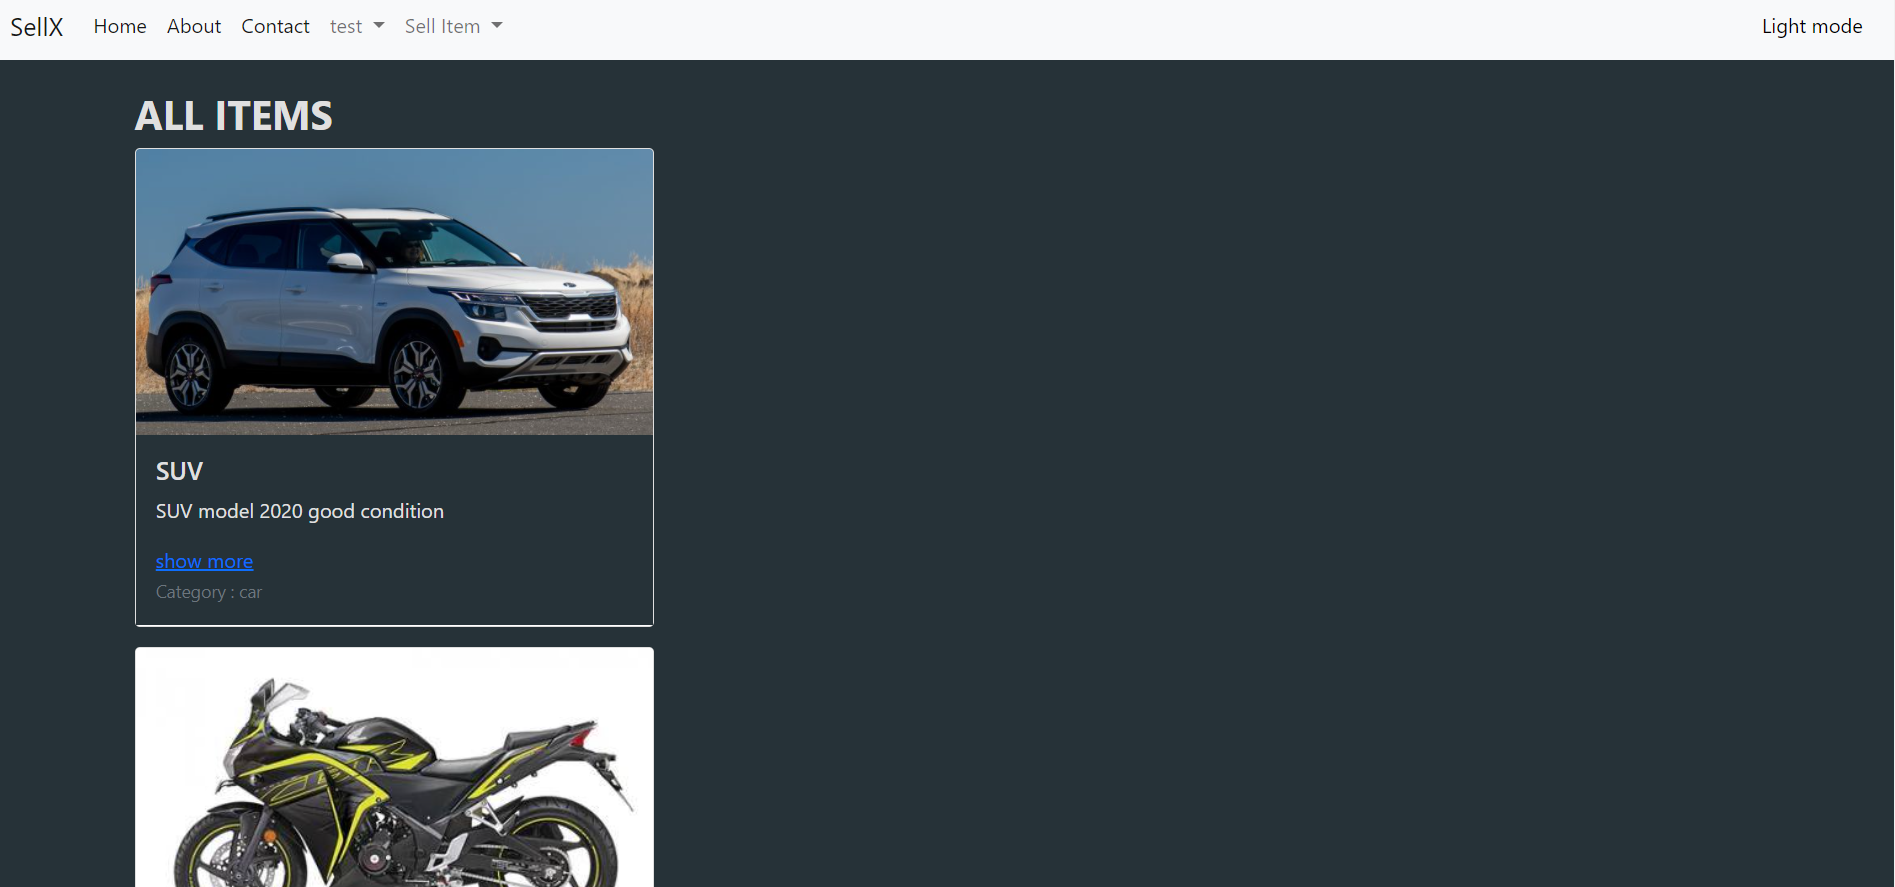 SellX Home About Contact test Sell Item Light mode
ALL ITEMS
SUV
SUV model 2020 good condition
show more
Category : car